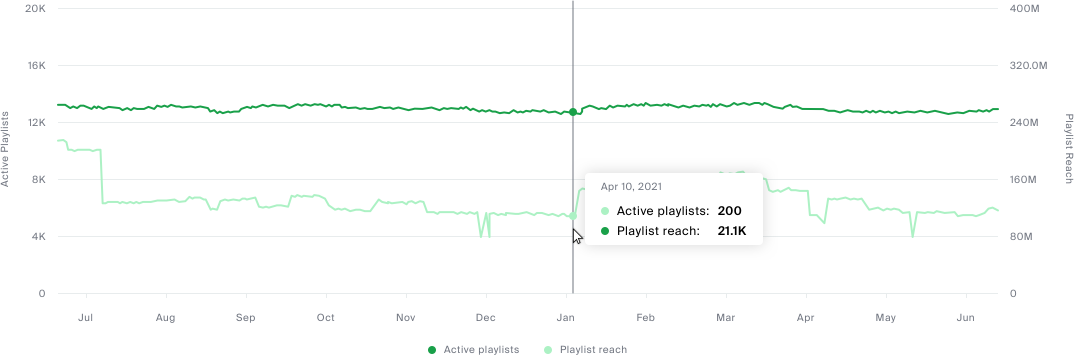 20K
400M
16K
320.0M
12K
240M
8K
160M
4K
80M
0
0
Active Playlists
Playlist Reach
Apr 10, 2021
Active playlists: 200
Playlist reach: 21.1K
Jul Aug Sep Oct Nov Dec Jan Feb Mar Apr May Jun
Active playlists Playlist reach